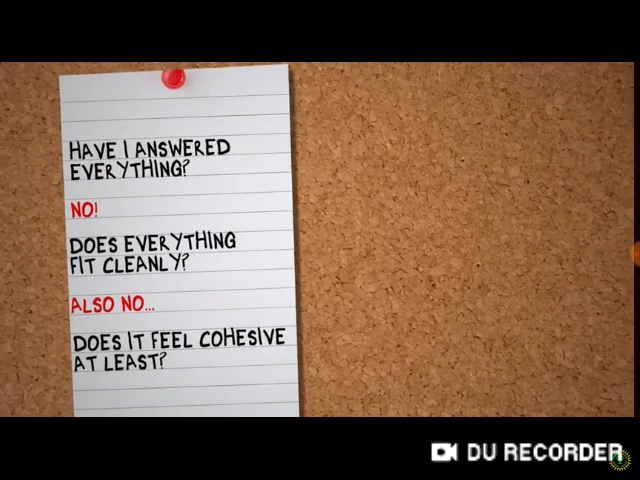 HAVE I ANSWERED
EVERYTHING?
NO!
DOES EVERYTHING
FIT CLEANLY?
ALSO NO...
DOES IT FEEL COHESIVE
AT LEAST?
DU RECORDER